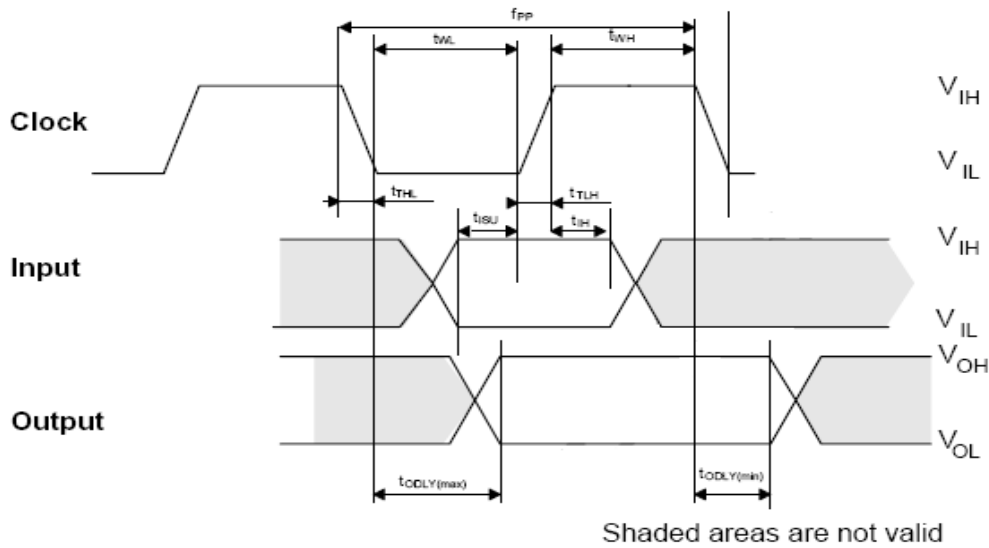 fPP
tWL
tWH
VIH
Clock
VIL
tTHL
tTLH
tISU
tIH
VIH
Input
VIL
VOH
Output
VOL
tODLY(max)
tODLY(min)
Shaded areas are not valid